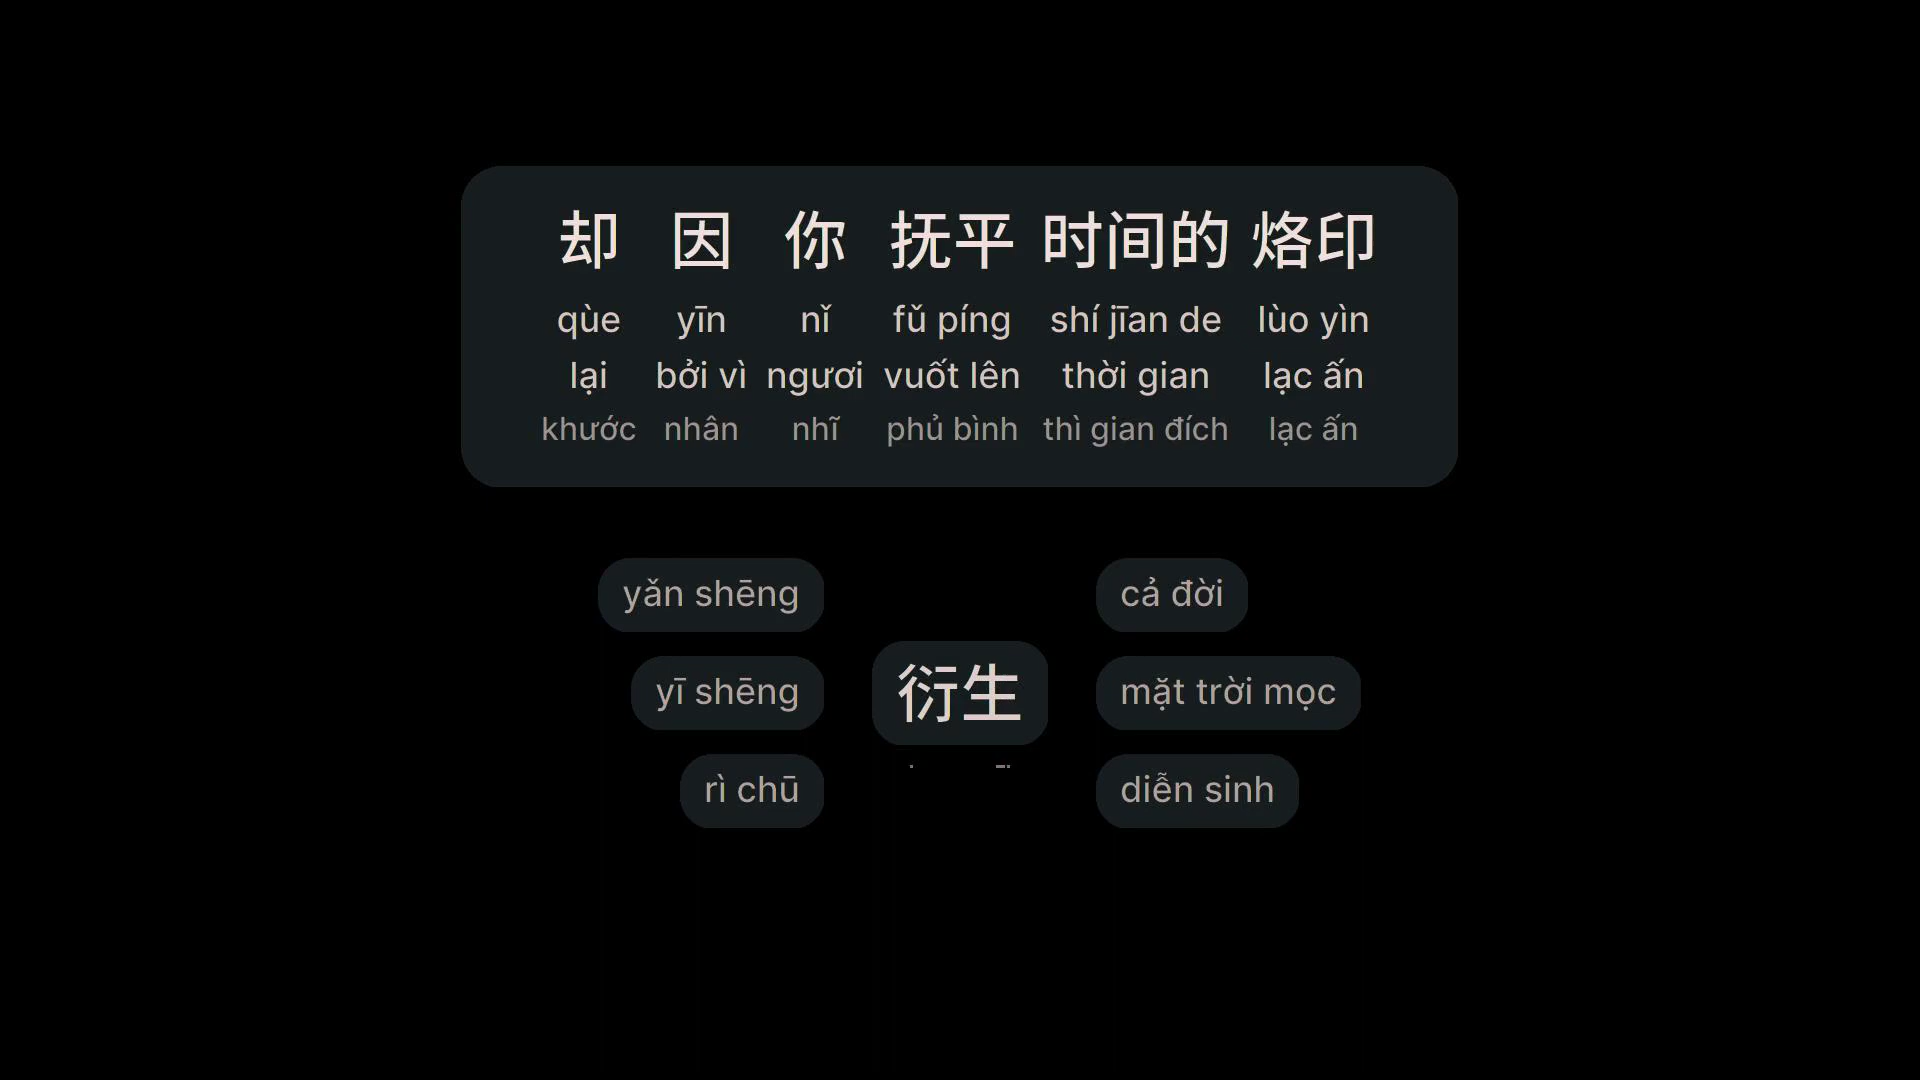 却 因 你 抚平 时间的 烙印
qùe yīn nǐ fǔ píng shí jīan de lùo yìn
lại bởi vì ngươi vuốt lên thời gian lạc ấn
khước nhân nhĩ phủ bình thì gian đích lạc ấn
yǎn shēng
yī shēng
rì chū
衍生
cả đời
mặt trời mọc
diễn sinh